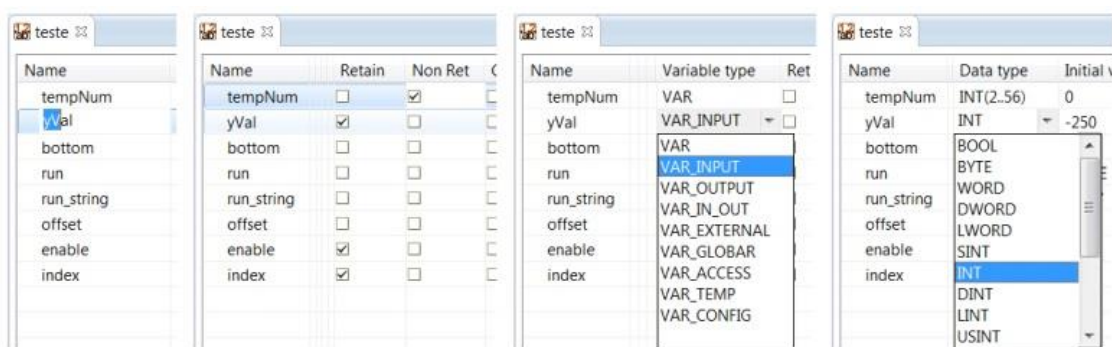 teste
Name
tempNum
yVal
bottom
run
run_string
offset
enable
index
teste
Name Retain Non Ret
tempNum
yVal
bottom
run
run_string
offset
enable
index
teste
Name Variable type Ret
tempNum VAR
yVal VAR_INPUT
bottom VAR
run VAR_INPUT
VAR_OUTPUT
run_string VAR_IN_OUT
offset VAR_EXTERNAL
enable VAR_GLOBAR
VAR_ACCESS
index VAR_TEMP
VAR_CONFIG
teste
Name Data type Initial
tempNum INT(2..56) 0
yVal INT -250
bottom BOOL
run BYTE
WORD
run_string DWORD
offset LWORD
enable SINT
index INT
DINT
LINT
USINT